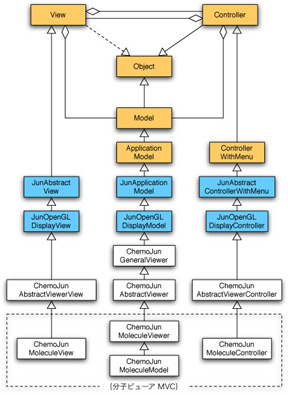 View
Controller
Object
Model
Application
Model
Controller
WithMenu
JunAbstract
View
JunApplication
Model
JunAbstract
ControllerWithMenu
JunOpenGL
DisplayView
JunOpenGL
DisplayModel
JunOpenGL
DisplayController
ChemoJun
GeneralViewer
ChemoJun
AbstractViewerView
ChemoJun
AbstractViewer
ChemoJun
AbstractViewerController
ChemoJun
MoleculeView
ChemoJun
MoleculeViewer
ChemoJun
MoleculeController
ChemoJun
MoleculeModel
{分子ビューア MVC}